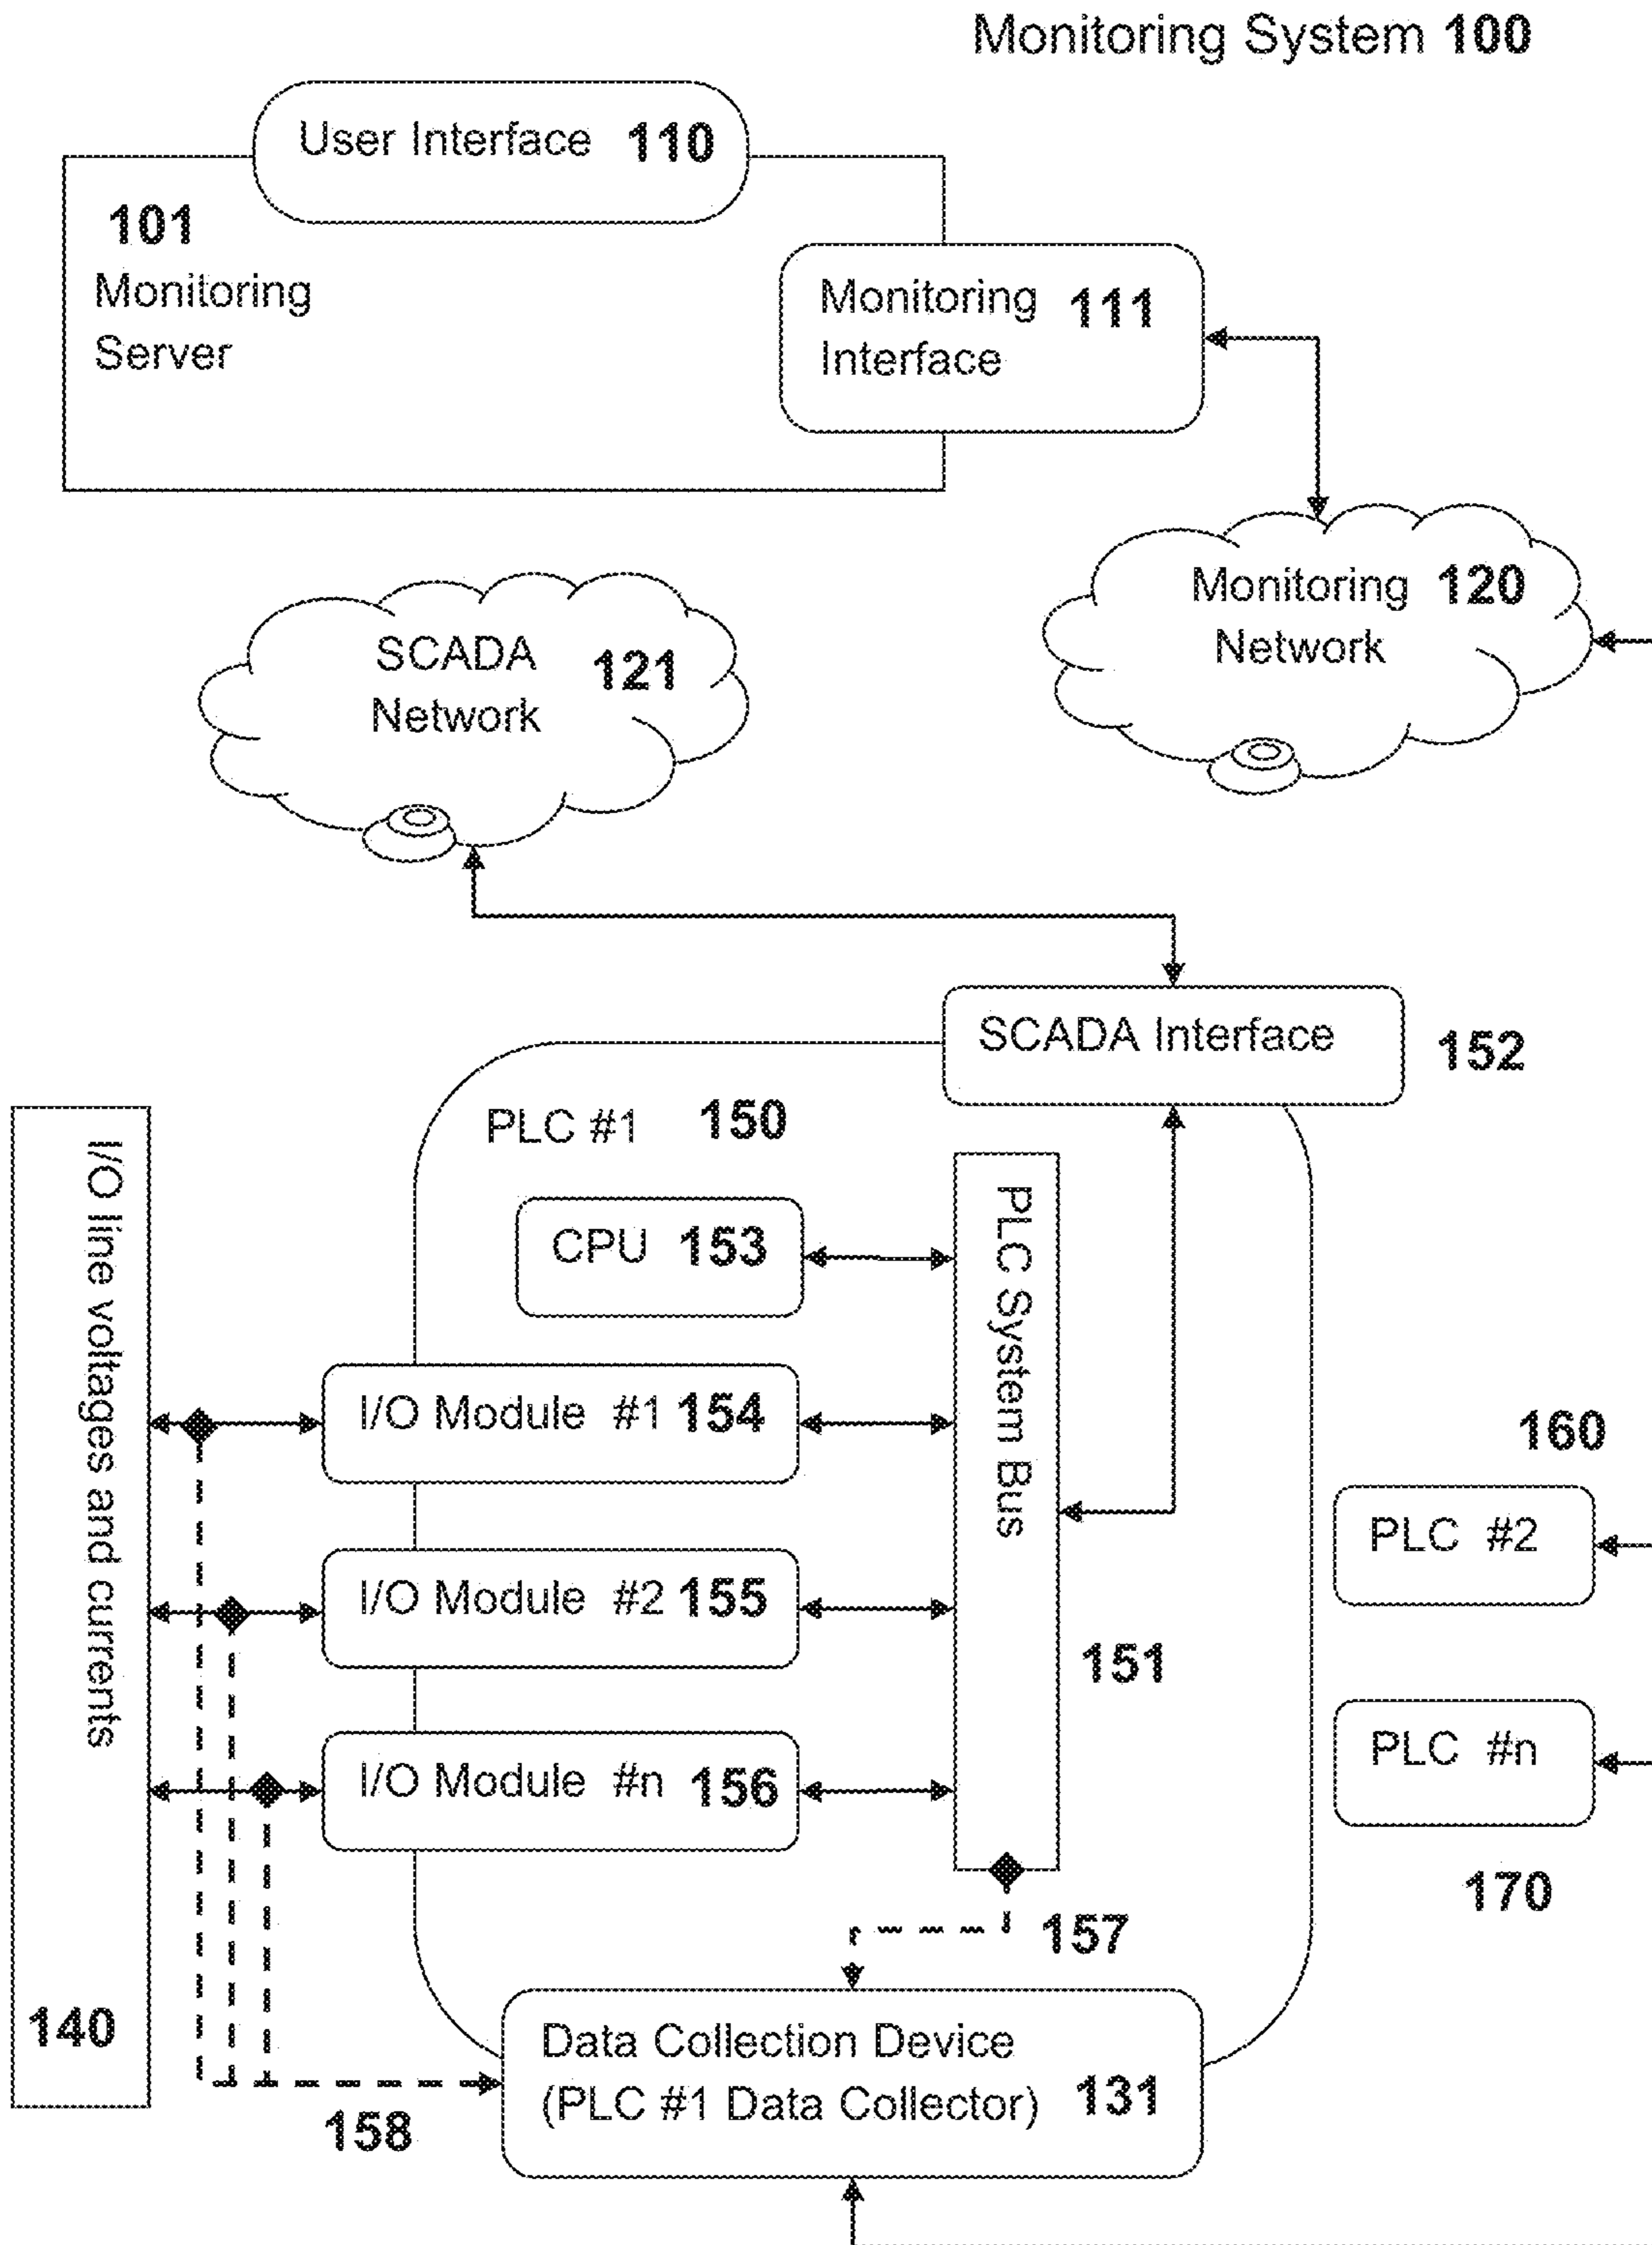 Monitoring System 100
User Interface 110
101
Monitoring
Server
Monitoring 111
Interface
Monitoring 120
Network
SCADA 121
Network
SCADA Interface
152
PLC #1 150
CPU 153
I/O line voltages and currents
PLC System Bus
I/O Module #1 154
160
PLC #2
I/O Module #2 155
151
PLC #n
I/O Module #n 156
170
157
140
Data Collection Device
(PLC #1 Data Collector) 131
158